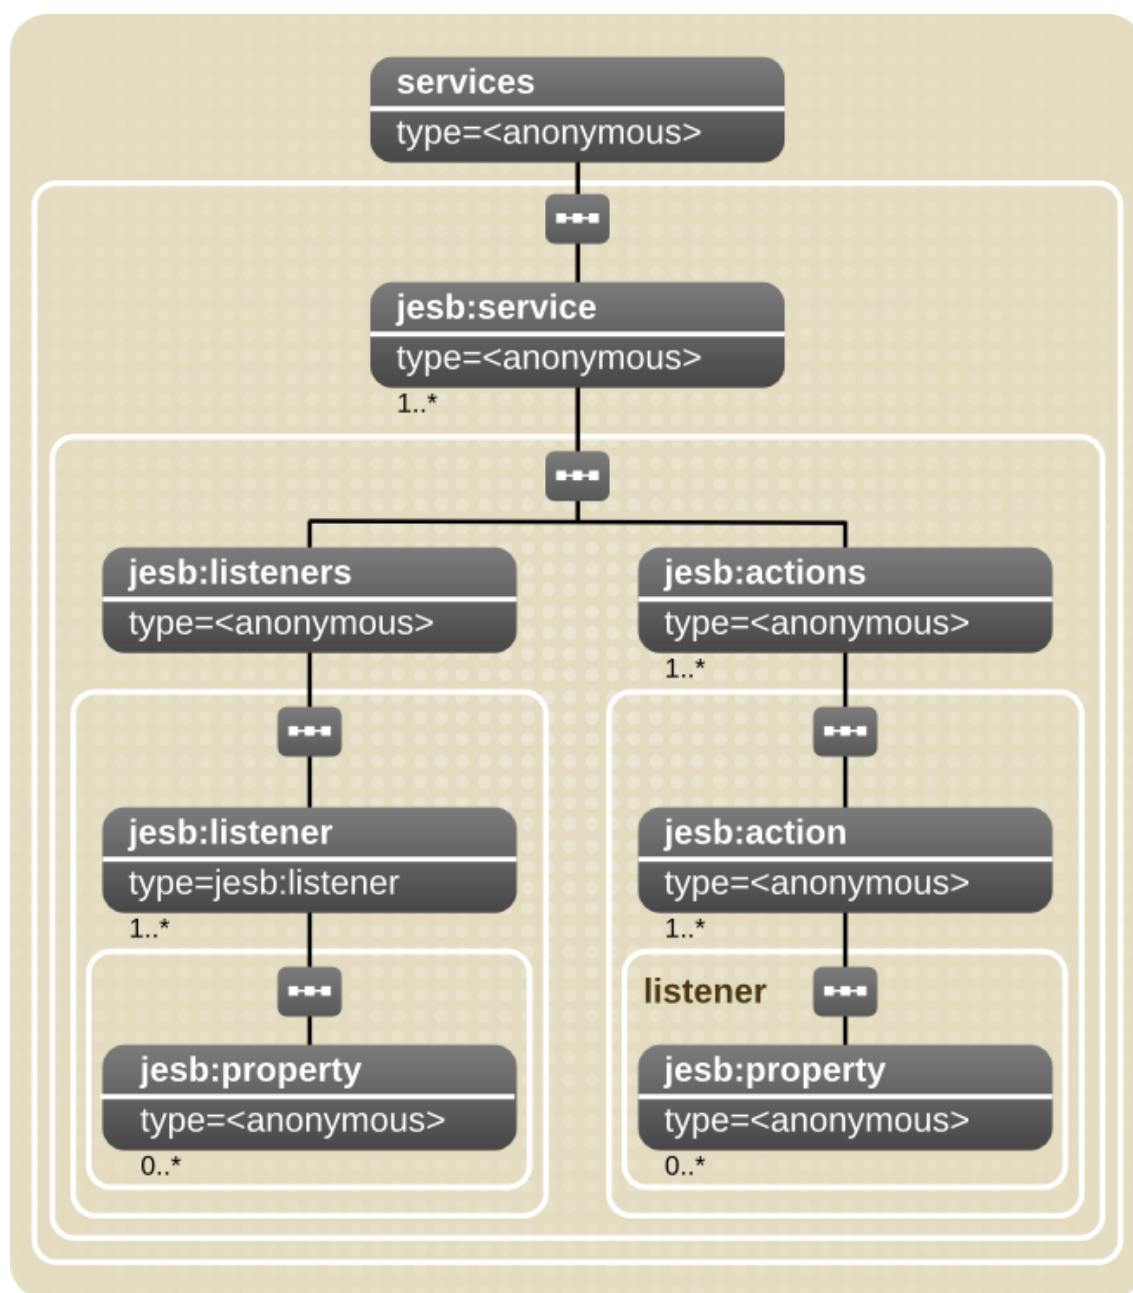 services
type=<anonymous>
jesb:service
type=<anonymous>
1..*
jesb:listeners
type=<anonymous>
jesb:actions
type=<anonymous>
1..*
jesb:listener
type=jesb:listener
1..*
jesb:action
type=<anonymous>
1..*
jesb:property
type=<anonymous>
0..*
listener
jesb:property
type=<anonymous>
0..*